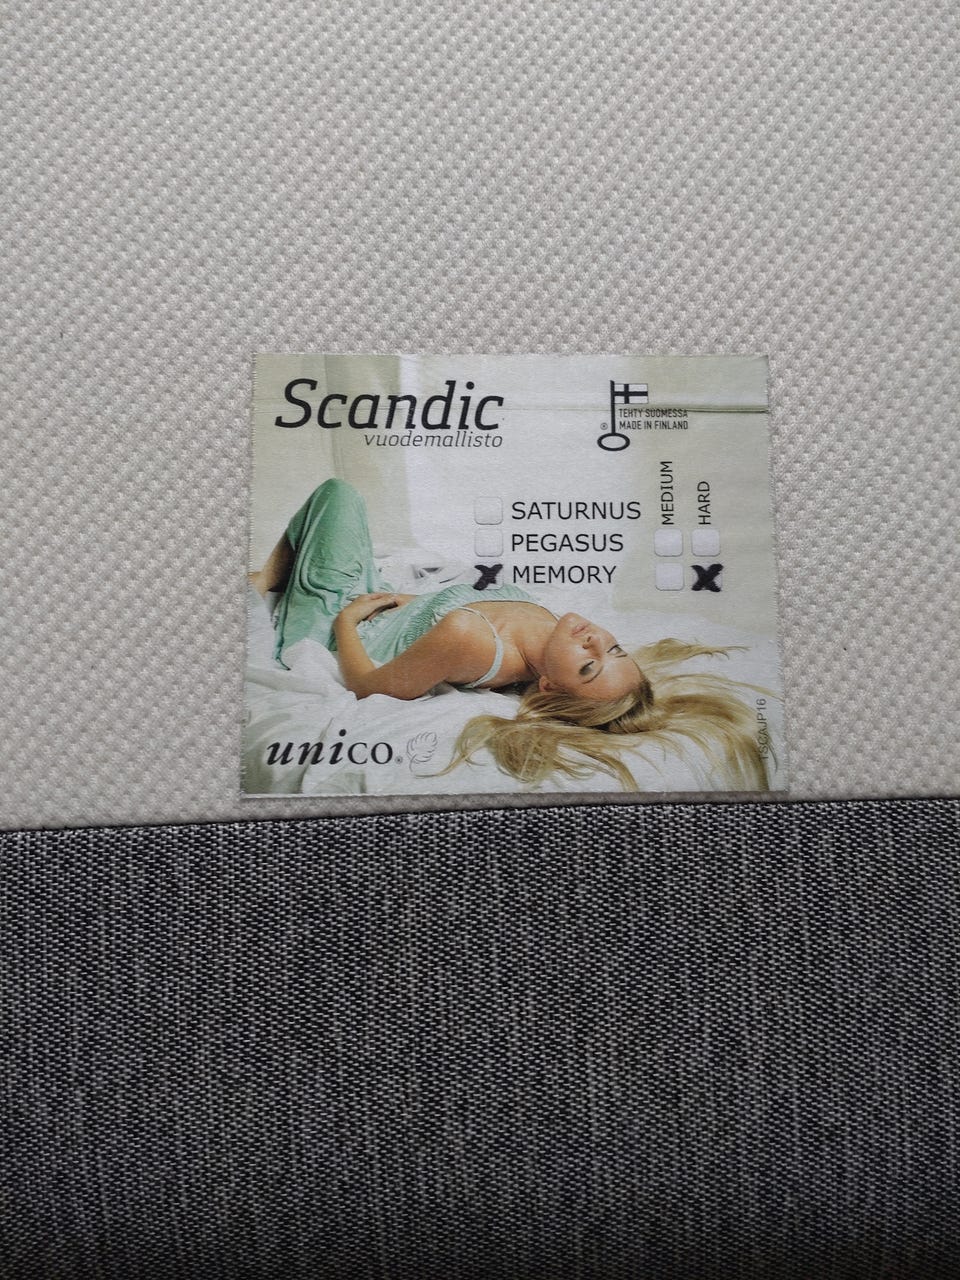 Scandic
vuodemallisto
®
TEHTY SUOMESSA
MADE IN FINLAND
MEDIUM
HARD
SATURNUS
PEGASUS
MEMORY
unico®
TSCAJP16